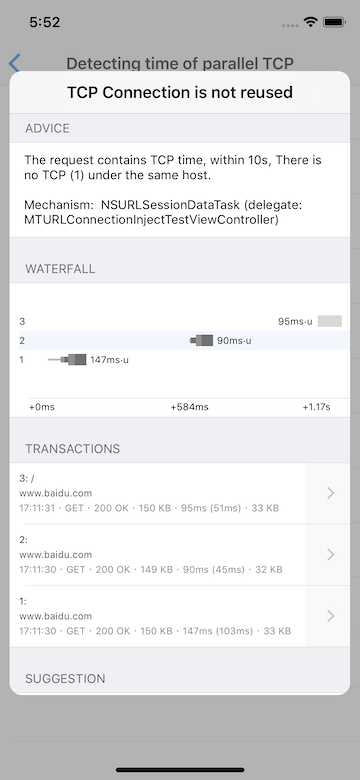 5:52
Detecting time of parallel TCP
TCP Connection is not reused
ADVICE
The request contains TCP time, within 10s, There is
no TCP (1) under the same host.
Mechanism: NSURLSessionDataTask (delegate:
MTURLConnectionInjectTestViewController)
WATERFALL
3 95ms·u
2 90ms·u
1 147ms·u
+0ms +584ms +1.17s
TRANSACTIONS
3: /
www.baidu.com
17:11:31 · GET · 200 OK · 150 KB · 95ms (51ms) · 33 KB
2:
www.baidu.com
17:11:30 · GET · 200 OK · 149 KB · 90ms (45ms) · 32 KB
1:
www.baidu.com
17:11:30 · GET · 200 OK · 150 KB · 147ms (103ms) · 33 KB
SUGGESTION